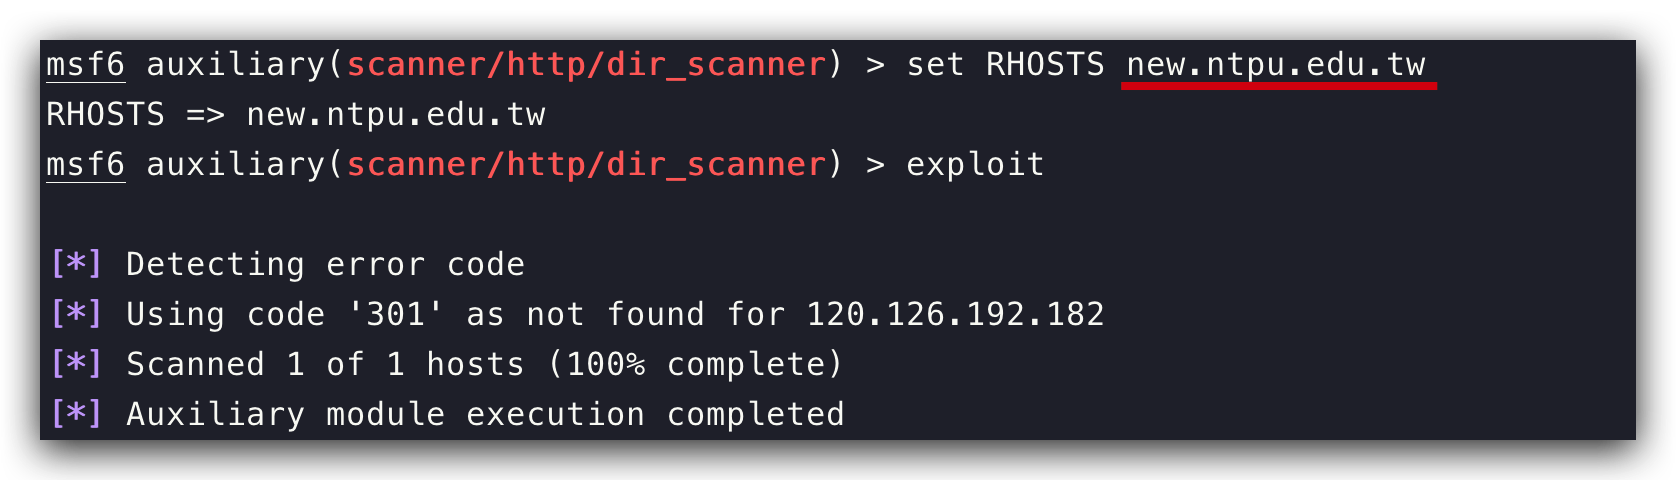 msf6 auxiliary(scanner/http/dir_scanner) > set RHOSTS new.ntpu.edu.tw
RHOSTS => new.ntpu.edu.tw
msf6 auxiliary(scanner/http/dir_scanner) > exploit
[*] Detecting error code
[*] Using code '301' as not found for 120.126.192.182
[*] Scanned 1 of 1 hosts (100% complete)
[*] Auxiliary module execution completed